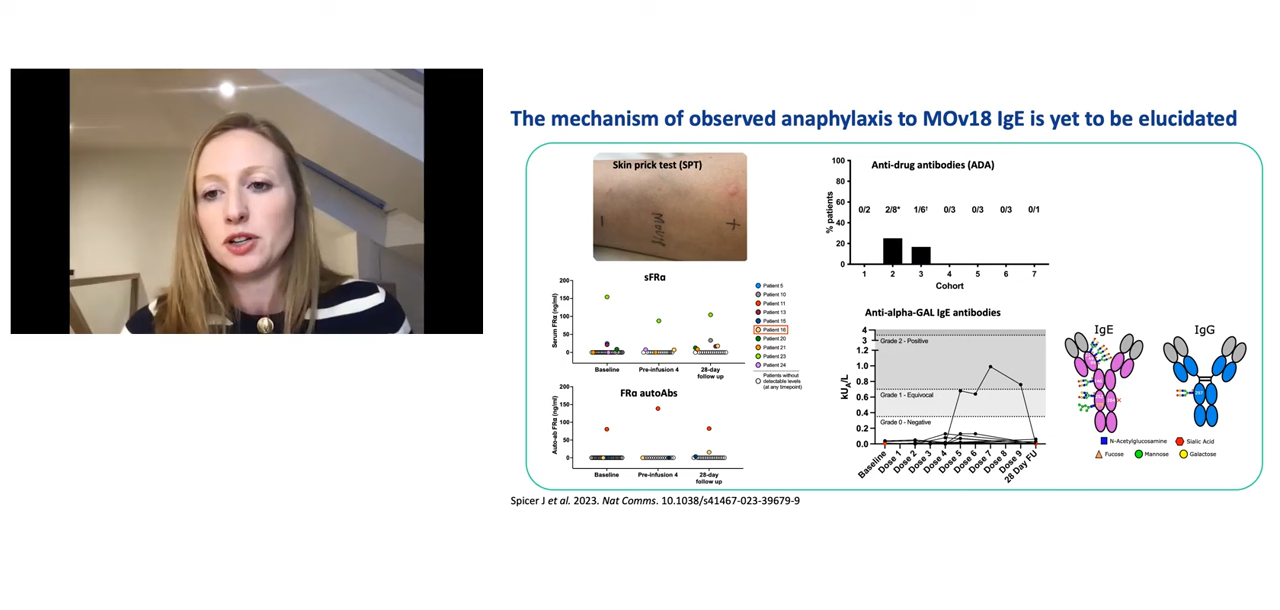 The mechanism of observed anaphylaxis to MOv18 IgE is yet to be elucidated
Skin prick test (SPT)
-
MOv18
+
sFRα
Serum FRα (ng/ml)
200
150
100
50
0
Baseline
Pre-infusion 4
28-day
follow up
Patient 5
Patient 10
Patient 11
Patient 13
Patient 15
Patient 16
Patient 20
Patient 21
Patient 23
Patient 24
Patients without
detectable levels
(at any timepoint)
FRα autoAbs
Auto-ab FRα (ng/ml)
200
150
100
50
0
Baseline
Pre-infusion 4
28-day
follow up
Anti-drug antibodies (ADA)
% patients
100
80
60
40
20
0
0/2
2/8*
1/6†
0/3
0/3
0/3
0/1
1
2
3
4
5
6
7
Cohort
Anti-alpha-GAL IgE antibodies
kUA/L
4
3
1.2
1.0
0.8
0.6
0.4
0.2
0.0
Grade 2 - Positive
Grade 1 - Equivocal
Grade 0 - Negative
Baseline
Dose 1
Dose 2
Dose 3
Dose 4
Dose 5
Dose 6
Dose 7
Dose 8
Dose 9
28 Day FU
IgE
IgG
297
N-Acetylglucosamine
Sialic Acid
Fucose
Mannose
Galactose
Spicer J et al. 2023. Nat Comms. 10.1038/s41467-023-39679-9